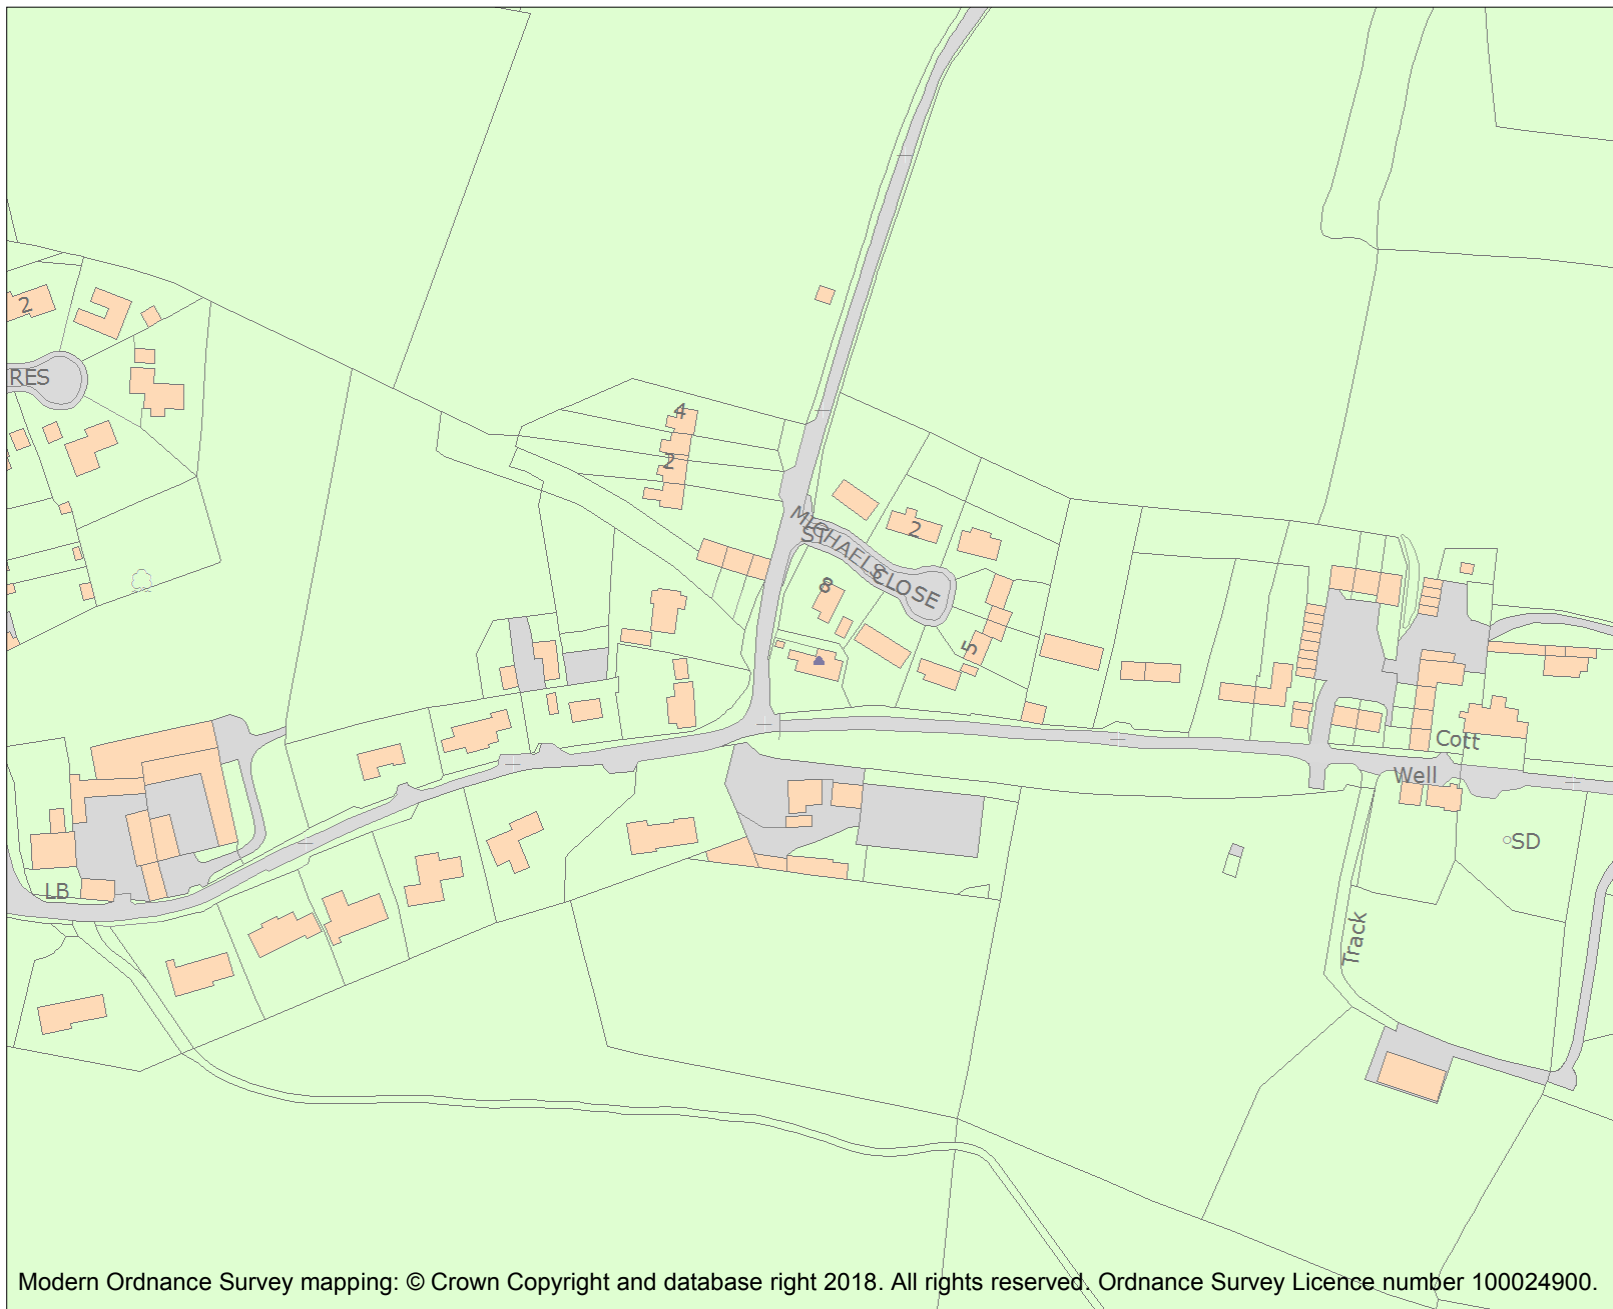 2
RES
4
2
ST
MICHAELS CLOSE
2
6
8
5
Cott
Well
SD
LB
Track
Modern Ordnance Survey mapping: © Crown Copyright and database right 2018. All rights reserved. Ordnance Survey Licence number 100024900.